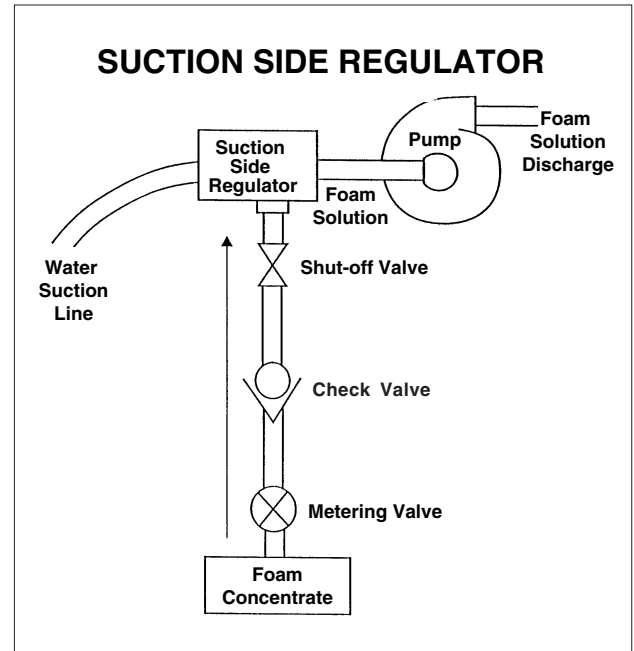 SUCTION SIDE REGULATOR
Suction
Side
Regulator
Pump
Foam
Solution
Discharge
Foam
Solution
Water
Suction
Line
Shut-off Valve
Check Valve
Metering Valve
Foam
Concentrate